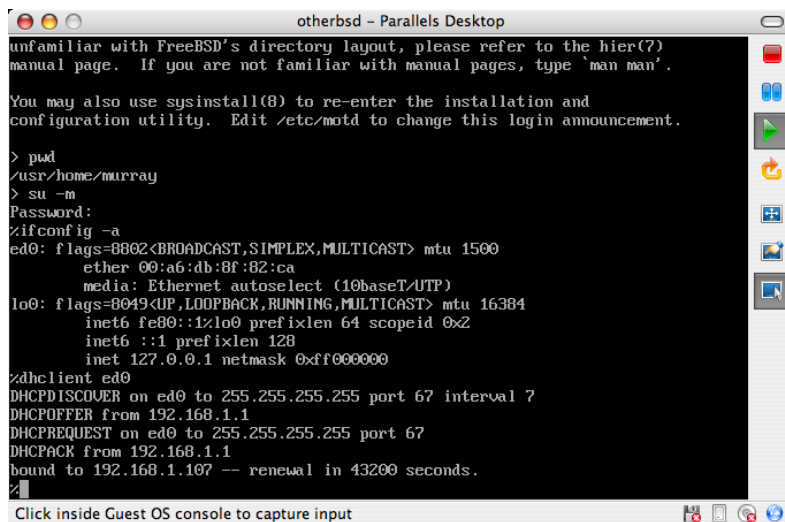 otherbsd – Parallels Desktop
unfamiliar with FreeBSD's directory layout, please refer to the hier(7)
manual page.  If you are not familiar with manual pages, type `man man'.

You may also use sysinstall(8) to re-enter the installation and
configuration utility.  Edit /etc/motd to change this login announcement.

> pwd
/usr/home/murray
> su -m
Password:
%ifconfig -a
ed0: flags=8802<BROADCAST,SIMPLEX,MULTICAST> mtu 1500
        ether 00:a6:db:8f:82:ca
        media: Ethernet autoselect (10baseT/UTP)
lo0: flags=8049<UP,LOOPBACK,RUNNING,MULTICAST> mtu 16384
        inet6 fe80::1%lo0 prefixlen 64 scopeid 0x2
        inet6 ::1 prefixlen 128
        inet 127.0.0.1 netmask 0xff000000
%dhclient ed0
DHCPDISCOVER on ed0 to 255.255.255.255 port 67 interval 7
DHCPOFFER from 192.168.1.1
DHCPREQUEST on ed0 to 255.255.255.255 port 67
DHCPACK from 192.168.1.1
bound to 192.168.1.107 -- renewal in 43200 seconds.
%
Click inside Guest OS console to capture input